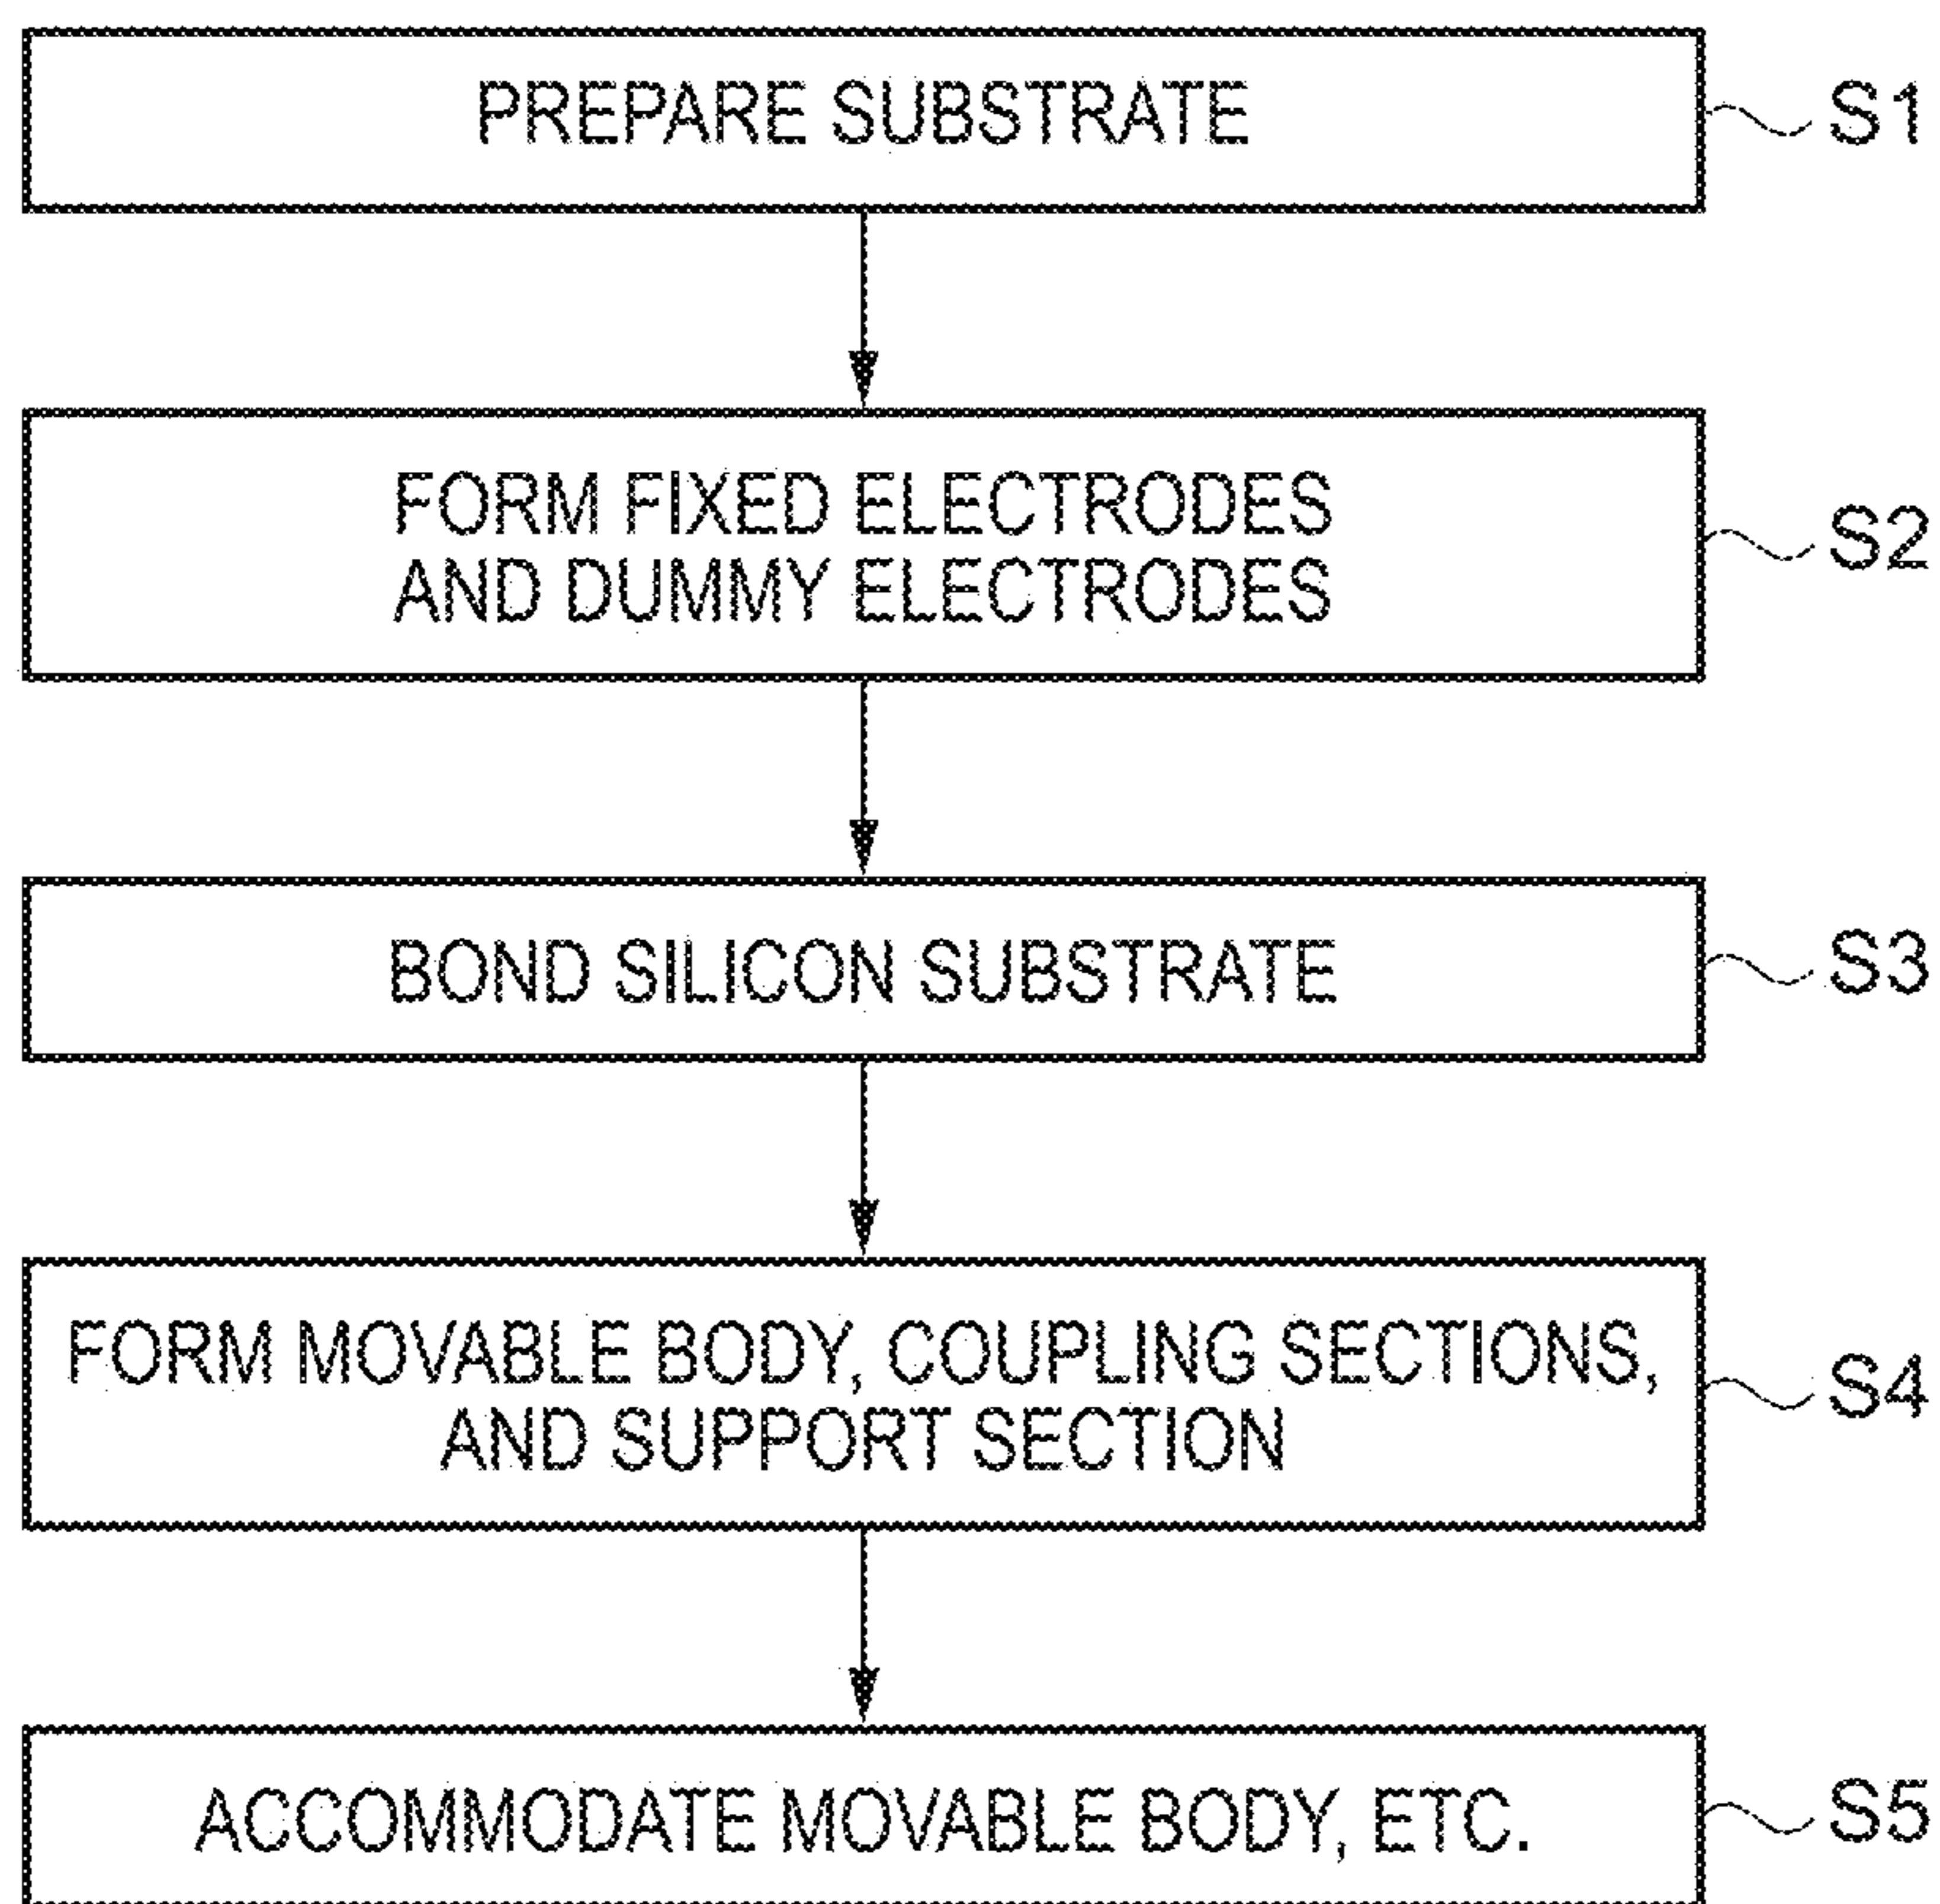 PREPARE SUBSTRATE
S1
FORM FIXED ELECTRODES
AND DUMMY ELECTRODES
S2
BOND SILICON SUBSTRATE
S3
FORM MOVABLE BODY, COUPLING SECTIONS,
AND SUPPORT SECTION
S4
ACCOMMODATE MOVABLE BODY, ETC.
S5